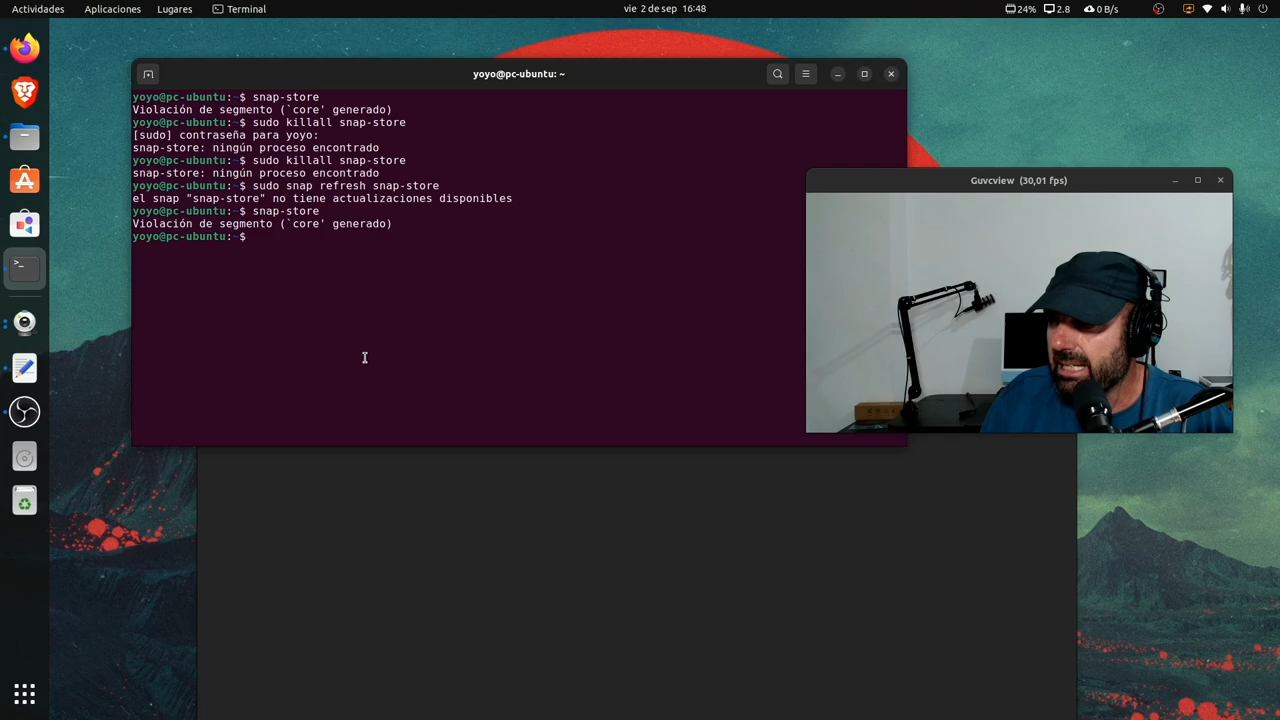 Actividades Aplicaciones Lugares Terminal vie 2 de sep 16:48 24% 2.8 0 B/s
yoyo@pc-ubuntu: ~
yoyo@pc-ubuntu:~$ snap-store
Violación de segmento (`core' generado)
yoyo@pc-ubuntu:~$ sudo killall snap-store
[sudo] contraseña para yoyo:
snap-store: ningún proceso encontrado
yoyo@pc-ubuntu:~$ sudo killall snap-store
snap-store: ningún proceso encontrado
yoyo@pc-ubuntu:~$ sudo snap refresh snap-store
el snap "snap-store" no tiene actualizaciones disponibles
yoyo@pc-ubuntu:~$ snap-store
Violación de segmento (`core' generado)
yoyo@pc-ubuntu:~$
Guvcview (30,01 fps)